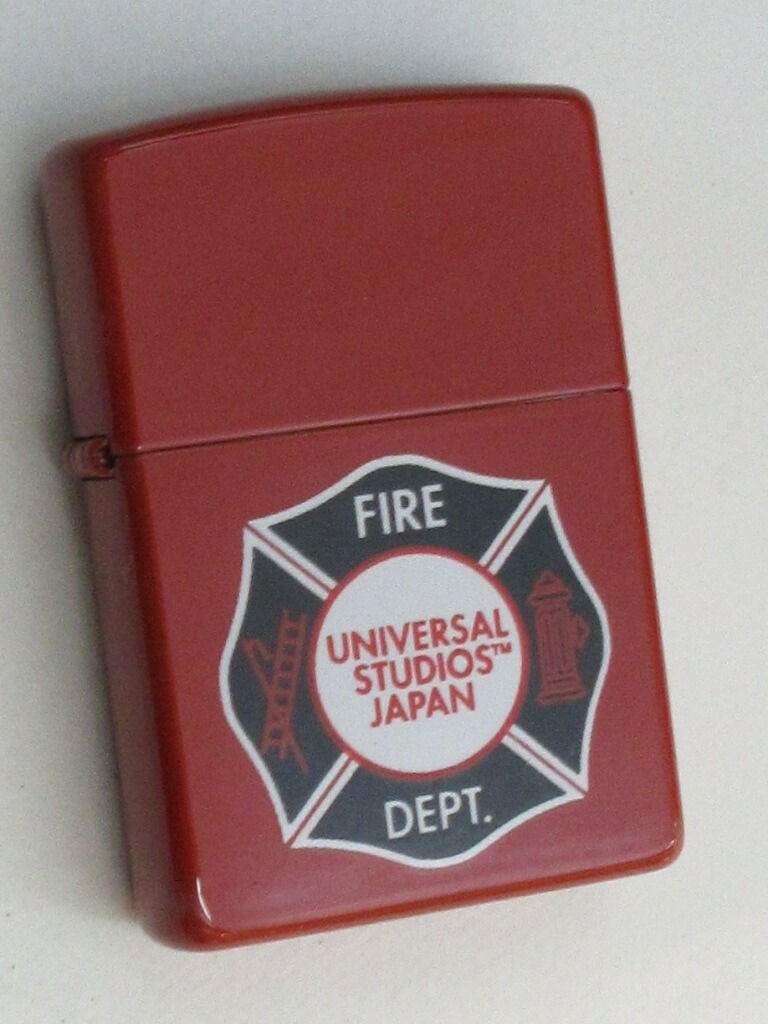 FIRE
UNIVERSAL
STUDIOS™
JAPAN
DEPT.